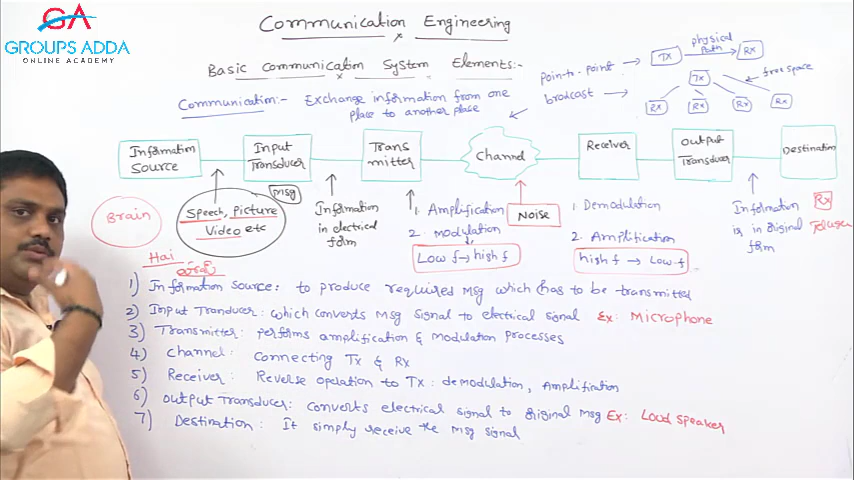 GA
GROUPS ADDA
ONLINE ACADEMY
Communication Engineering
Basic Communication System Elements:-
Communication:- Exchange information from one
place to another place
point-to-point
brodcast
TX
physical
path
RX
TX
free space
RX
RX
RX
RX
Information
Source
Input
Transducer
Trans
mitter
Channel
Receiver
Output
Transducer
Destination
Brain
Msg
Speech, Picture
Video etc
Information
in electrical
form
1. Amplification
2. Modulation
Low f → high f
Noise
1. Demodulation
2. Amplification
high f → Low f
Information
is in original
form
Rx
Hai
1) Information Source: to produce required Msg which has to be transmitted
2) Input Tranducer: which converts Msg signal to electrical signal Ex: Microphone
3) Transmitter: performs amplification & Modulation processes
4) Channel: Connecting Tx & Rx
5) Receiver: Reverse operation to TX: demodulation, Amplification
6) Output Transducer: Converts electrical signal to original Msg Ex: Loud speaker
7) Destination: It simply receive the Msg signal